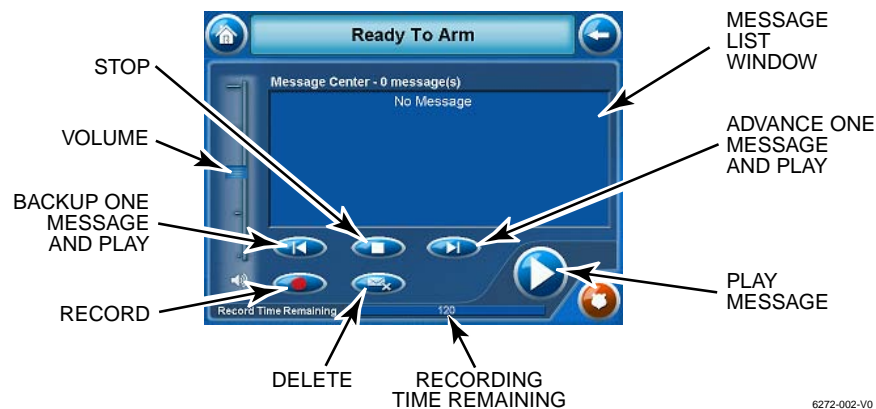 Ready To Arm
MESSAGE
LIST
WINDOW
STOP
Message Center - 0 message(s)
No Message
VOLUME
ADVANCE ONE
MESSAGE
AND PLAY
BACKUP ONE
MESSAGE
AND PLAY
PLAY
MESSAGE
RECORD
Record Time Remaining
120
DELETE
RECORDING
TIME REMAINING
6272-002-V0